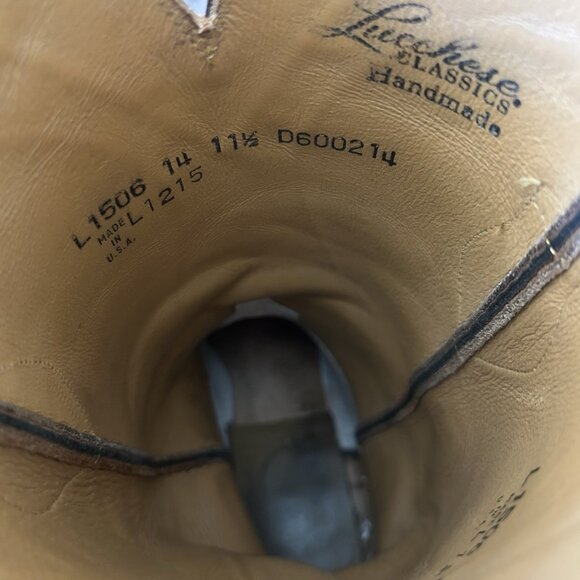 Lucchese.
CLASSICS
Handmade
L1506 14 11½ D600214
MADE IN U.S.A. L1215